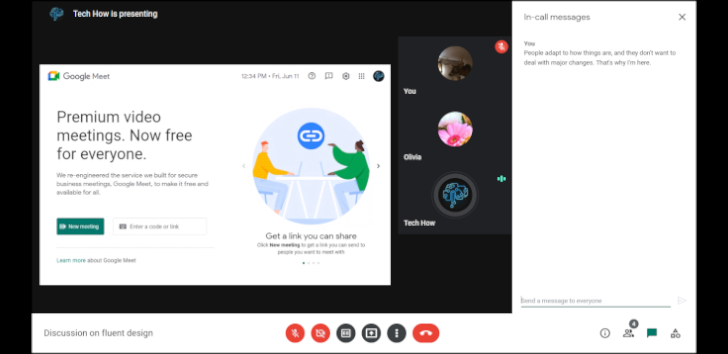 Tech How is presenting
Google Meet
12:34 PM • Fri, Jun 11
Premium video
meetings. Now free
for everyone.
We re-engineered the service we built for secure
business meetings, Google Meet, to make it free and
available for all.
New meeting
Enter a code or link
Learn more about Google Meet
Get a link you can share
Click New meeting to get a link you can send to
people you want to meet with
You
Olivia
Tech How
In-call messages
You
People adapt to how things are, and they don't want to
deal with major changes. That's why I'm here.
Send a message to everyone
Discussion on fluent design
4